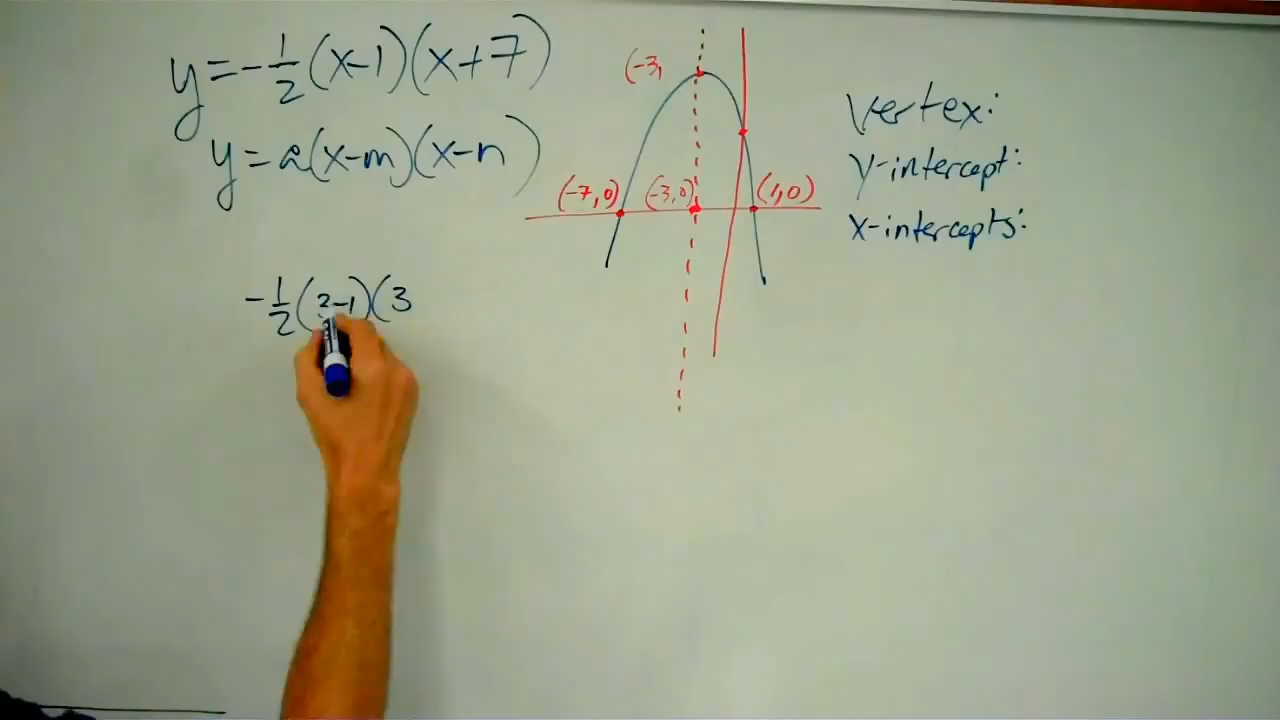 y=-1/2(x-1)(x+7)
y=a(x-m)(x-n)
-1/2(3-1)(3
(-3,
(-7,0)
(-3,0)
(1,0)
Vertex:
y-intercept:
x-intercepts: